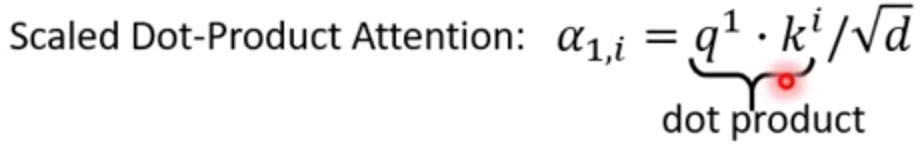 Scaled Dot-Product Attention: α₁,ᵢ = q¹ · kⁱ/√d
dot product